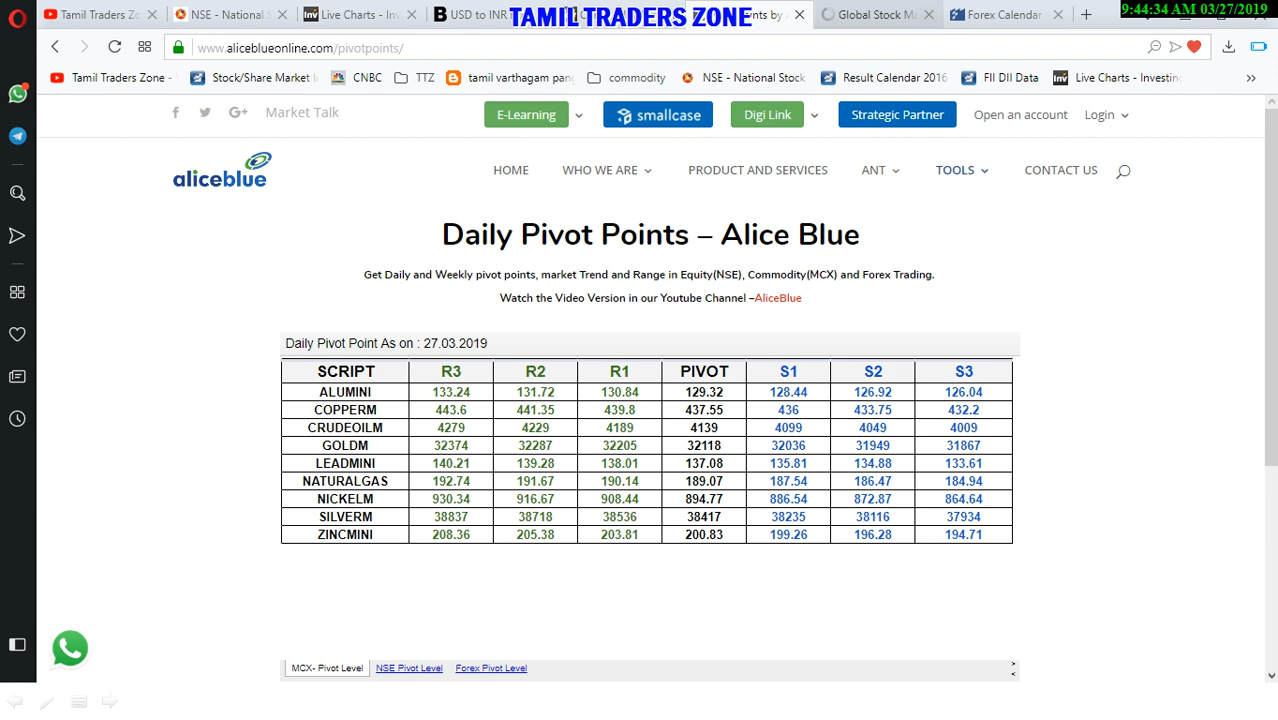 Tamil Traders Z
NSE - National S
Live Charts - Inv
USD to INR
TAMIL TRADERS ZONE
nts by
Global Stock Ma
Forex Calendar
9:44:34 AM 03/27/2019
www.aliceblueonline.com/pivotpoints/
Tamil Traders Zone -
Stock/Share Market I
CNBC
TTZ
tamil varthagam pan
commodity
NSE - National Stock
Result Calendar 2016
FII DII Data
Live Charts - Investin
Market Talk
E-Learning
smallcase
Digi Link
Strategic Partner
Open an account
Login
aliceblue
HOME
WHO WE ARE
PRODUCT AND SERVICES
ANT
TOOLS
CONTACT US
Daily Pivot Points – Alice Blue
Get Daily and Weekly pivot points, market Trend and Range in Equity(NSE), Commodity(MCX) and Forex Trading.
Watch the Video Version in our Youtube Channel –AliceBlue
Daily Pivot Point As on : 27.03.2019
SCRIPT R3 R2 R1 PIVOT S1 S2 S3
ALUMINI 133.24 131.72 130.84 129.32 128.44 126.92 126.04
COPPERM 443.6 441.35 439.8 437.55 436 433.75 432.2
CRUDEOILM 4279 4229 4189 4139 4099 4049 4009
GOLDM 32374 32287 32205 32118 32036 31949 31867
LEADMINI 140.21 139.28 138.01 137.08 135.81 134.88 133.61
NATURALGAS 192.74 191.67 190.14 189.07 187.54 186.47 184.94
NICKELM 930.34 916.67 908.44 894.77 886.54 872.87 864.64
SILVERM 38837 38718 38536 38417 38235 38116 37934
ZINCMINI 208.36 205.38 203.81 200.83 199.26 196.28 194.71
MCX- Pivot Level
NSE Pivot Level
Forex Pivot Level